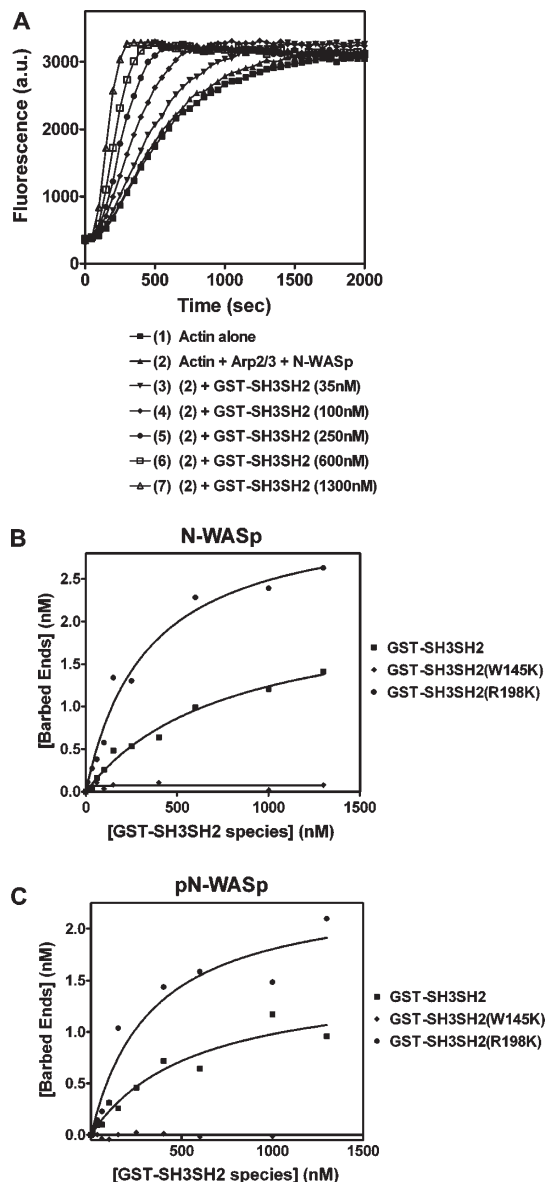 A
Fluorescence (a.u.)
3000
2000
1000
0
0 500 1000 1500 2000
Time (sec)
(1) Actin alone
(2) Actin + Arp2/3 + N-WASp
(3) (2) + GST-SH3SH2 (35nM)
(4) (2) + GST-SH3SH2 (100nM)
(5) (2) + GST-SH3SH2 (250nM)
(6) (2) + GST-SH3SH2 (600nM)
(7) (2) + GST-SH3SH2 (1300nM)
B
N-WASp
[Barbed Ends] (nM)
2.5
2.0
1.5
1.0
0.5
0.0
0 500 1000 1500
[GST-SH3SH2 species] (nM)
GST-SH3SH2
GST-SH3SH2(W145K)
GST-SH3SH2(R198K)
C
pN-WASp
[Barbed Ends] (nM)
2.0
1.5
1.0
0.5
0.0
500 1000 1500
[GST-SH3SH2 species] (nM)
GST-SH3SH2
GST-SH3SH2(W145K)
GST-SH3SH2(R198K)